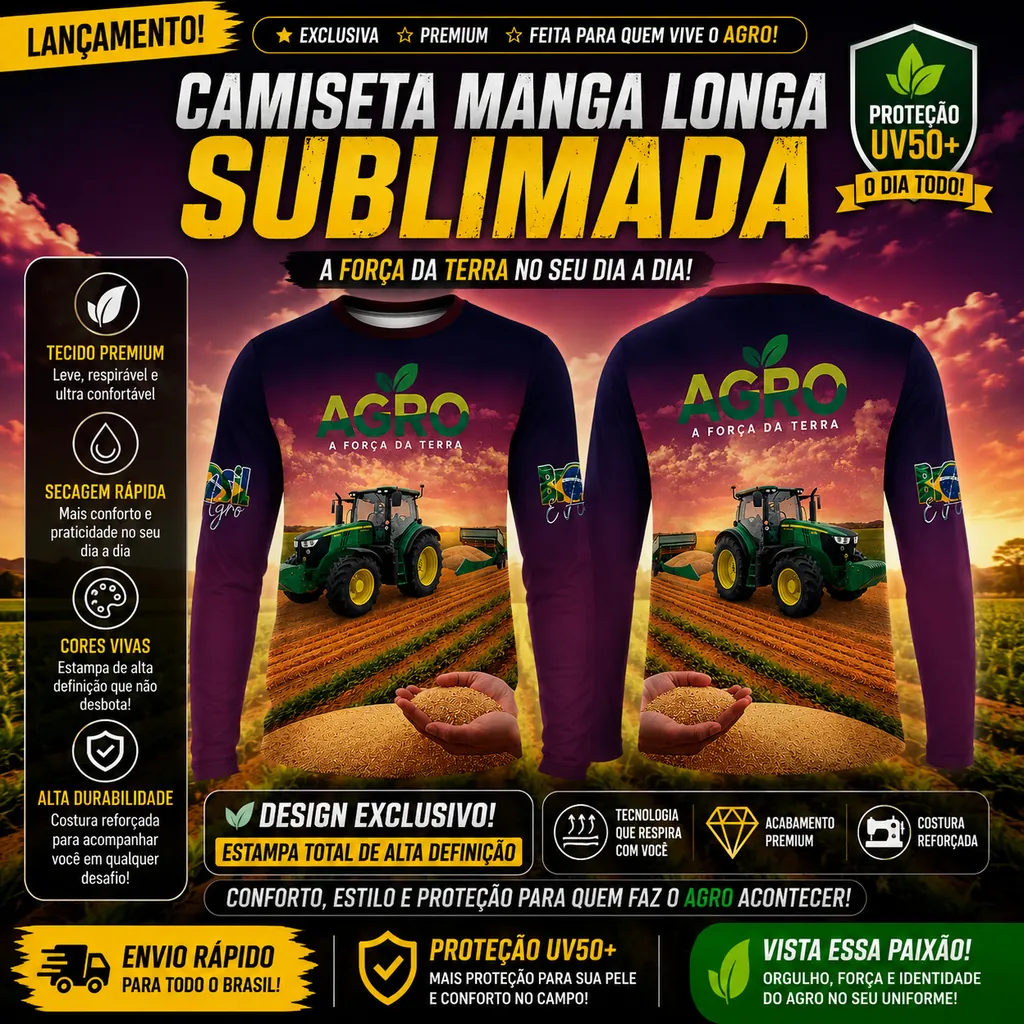 LANÇAMENTO!
EXCLUSIVA PREMIUM FEITA PARA QUEM VIVE O AGRO!
CAMISETA MANGA LONGA
SUBLIMADA
A FORÇA DA TERRA NO SEU DIA A DIA!
PROTEÇÃO
UV50+
O DIA TODO!
TECIDO PREMIUM
Leve, respirável e
ultra confortável
SECAGEM RÁPIDA
Mais conforto e
praticidade no seu
dia a dia
CORES VIVAS
Estampa de alta
definição que não
desbota!
ALTA DURABILIDADE
Costura reforçada
para acompanhar
você em qualquer
desafio!
AGRO
A FORÇA DA TERRA
Agro
AGRO
A FORÇA DA TERRA
DESIGN EXCLUSIVO!
ESTAMPA TOTAL DE ALTA DEFINIÇÃO
TECNOLOGIA
QUE RESPIRA
COM VOCÊ
ACABAMENTO
PREMIUM
COSTURA
REFORÇADA
CONFORTO, ESTILO E PROTEÇÃO PARA QUEM FAZ O AGRO ACONTECER!
ENVIO RÁPIDO
PARA TODO O BRASIL!
PROTEÇÃO UV50+
MAIS PROTEÇÃO PARA SUA PELE
E CONFORTO NO CAMPO!
VISTA ESSA PAIXÃO!
ORGULHO, FORÇA E IDENTIDADE
DO AGRO NO SEU UNIFORME!